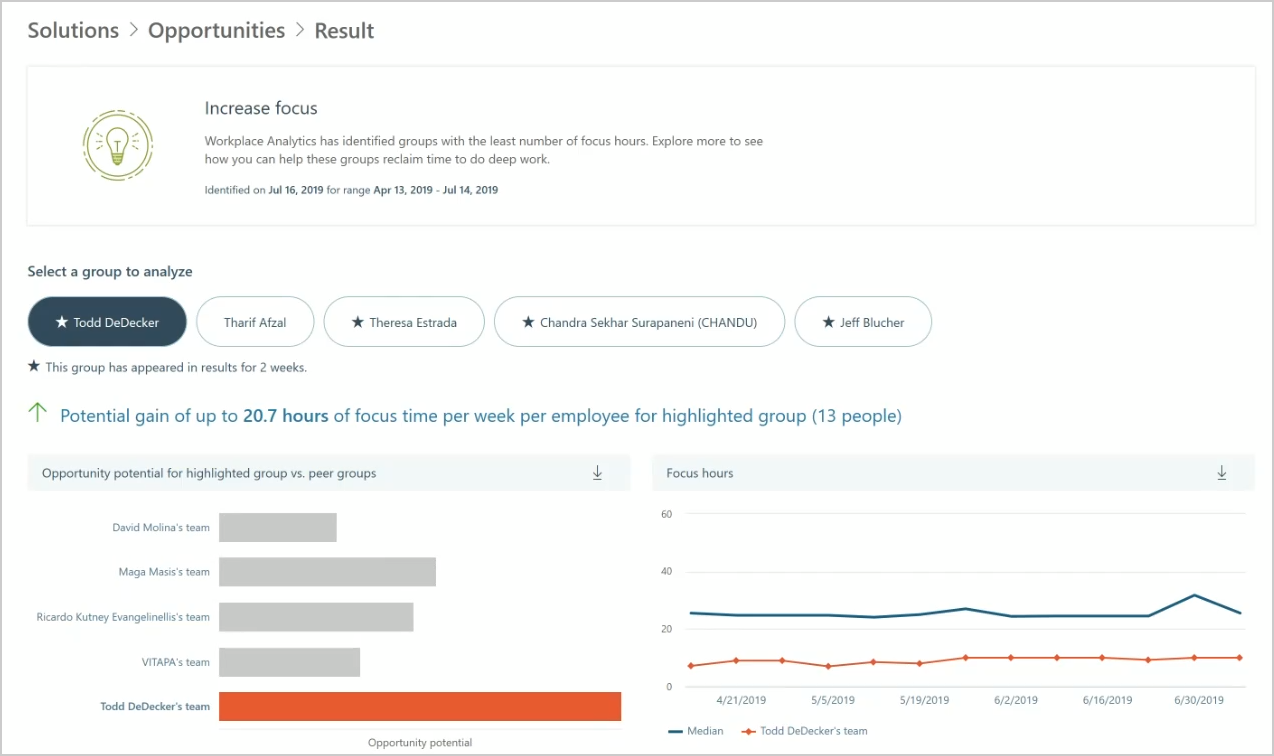 Solutions > Opportunities > Result
Increase focus
Workplace Analytics has identified groups with the least number of focus hours. Explore more to see
how you can help these groups reclaim time to do deep work.
Identified on Jul 16, 2019 for range Apr 13, 2019 - Jul 14, 2019
Select a group to analyze
★ Todd DeDecker
Tharif Afzal
★ Theresa Estrada
★ Chandra Sekhar Surapaneni (CHANDU)
★ Jeff Blucher
★ This group has appeared in results for 2 weeks.
Potential gain of up to 20.7 hours of focus time per week per employee for highlighted group (13 people)
Opportunity potential for highlighted group vs. peer groups
David Molina's team
Maga Masis's team
Ricardo Kutney Evangelinellis's team
VITAPA's team
Todd DeDecker's team
Opportunity potential
Focus hours
60
40
20
0
4/21/2019 5/5/2019 5/19/2019 6/2/2019 6/16/2019 6/30/2019
Median Todd DeDecker's team